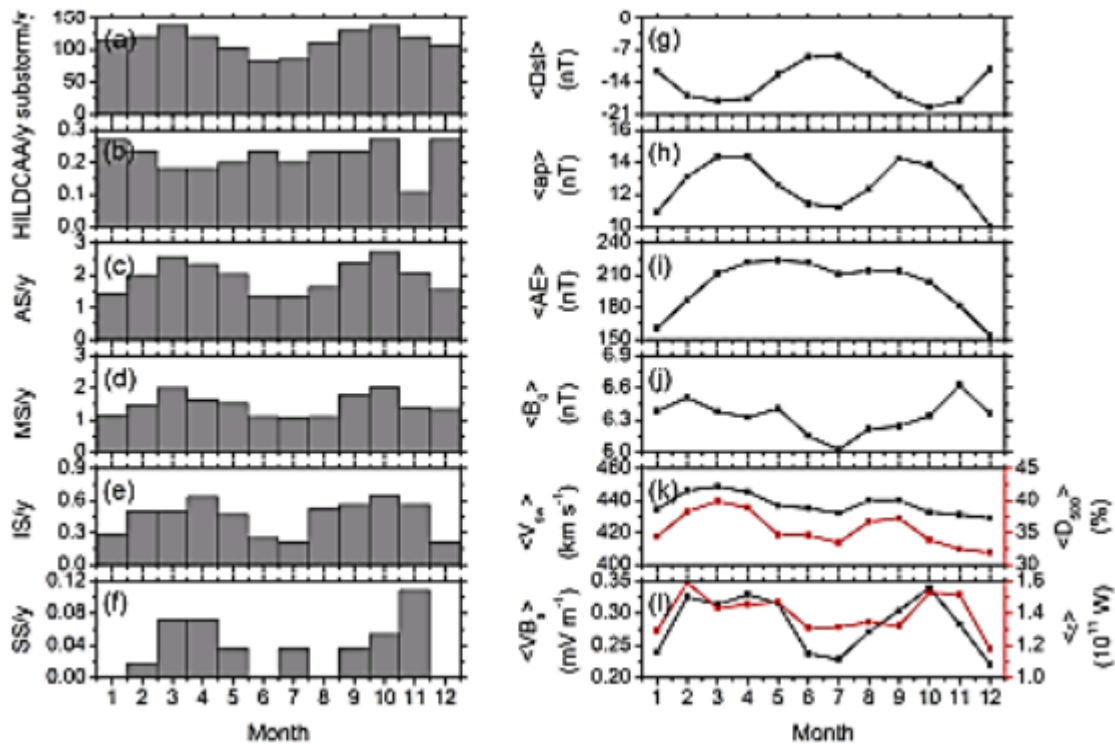 HILDCAA/y substorm/y
150
100
50
0
(a)
0.3
0.2
0.1
0.0
(b)
AS/y
3
2
1
0
(c)
MS/y
3
2
1
0
(d)
IS/y
0.9
0.6
0.3
0.0
(e)
SS/y
0.12
0.08
0.04
0.00
(f)
1 2 3 4 5 6 7 8 9 10 11 12
Month
<Dst>
(nT)
0
-7
-14
-21
(g)
<ap>
(nT)
16
14
12
10
(h)
<AE>
(nT)
240
210
180
150
(i)
<B0>
(nT)
6.9
6.6
6.3
6.0
(j)
<Vsw>
(km s⁻¹)
480
440
420
400
(k)
45
40
35
30
<D500>
(%)
<VBs>
(mV m⁻¹)
0.35
0.30
0.25
0.20
(l)
1.6
1.4
1.2
1.0
<ε>
(10¹¹ W)
1 2 3 4 5 6 7 8 9 10 11 12
Month